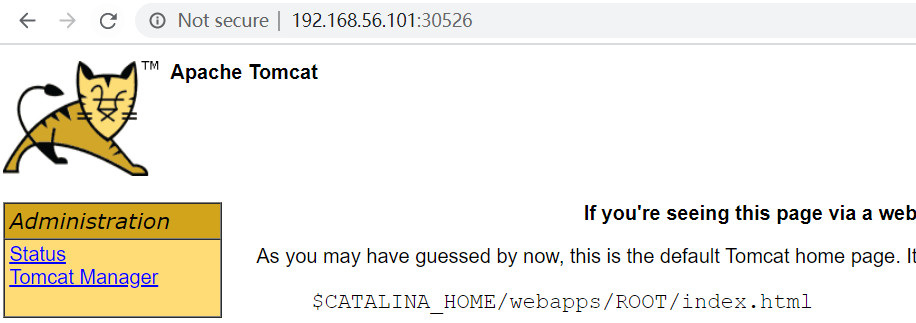 Not secure | 192.168.56.101:30526
TM
Apache Tomcat
Administration
Status
Tomcat Manager
If you're seeing this page via a web
As you may have guessed by now, this is the default Tomcat home page. It
$CATALINA_HOME/webapps/ROOT/index.html